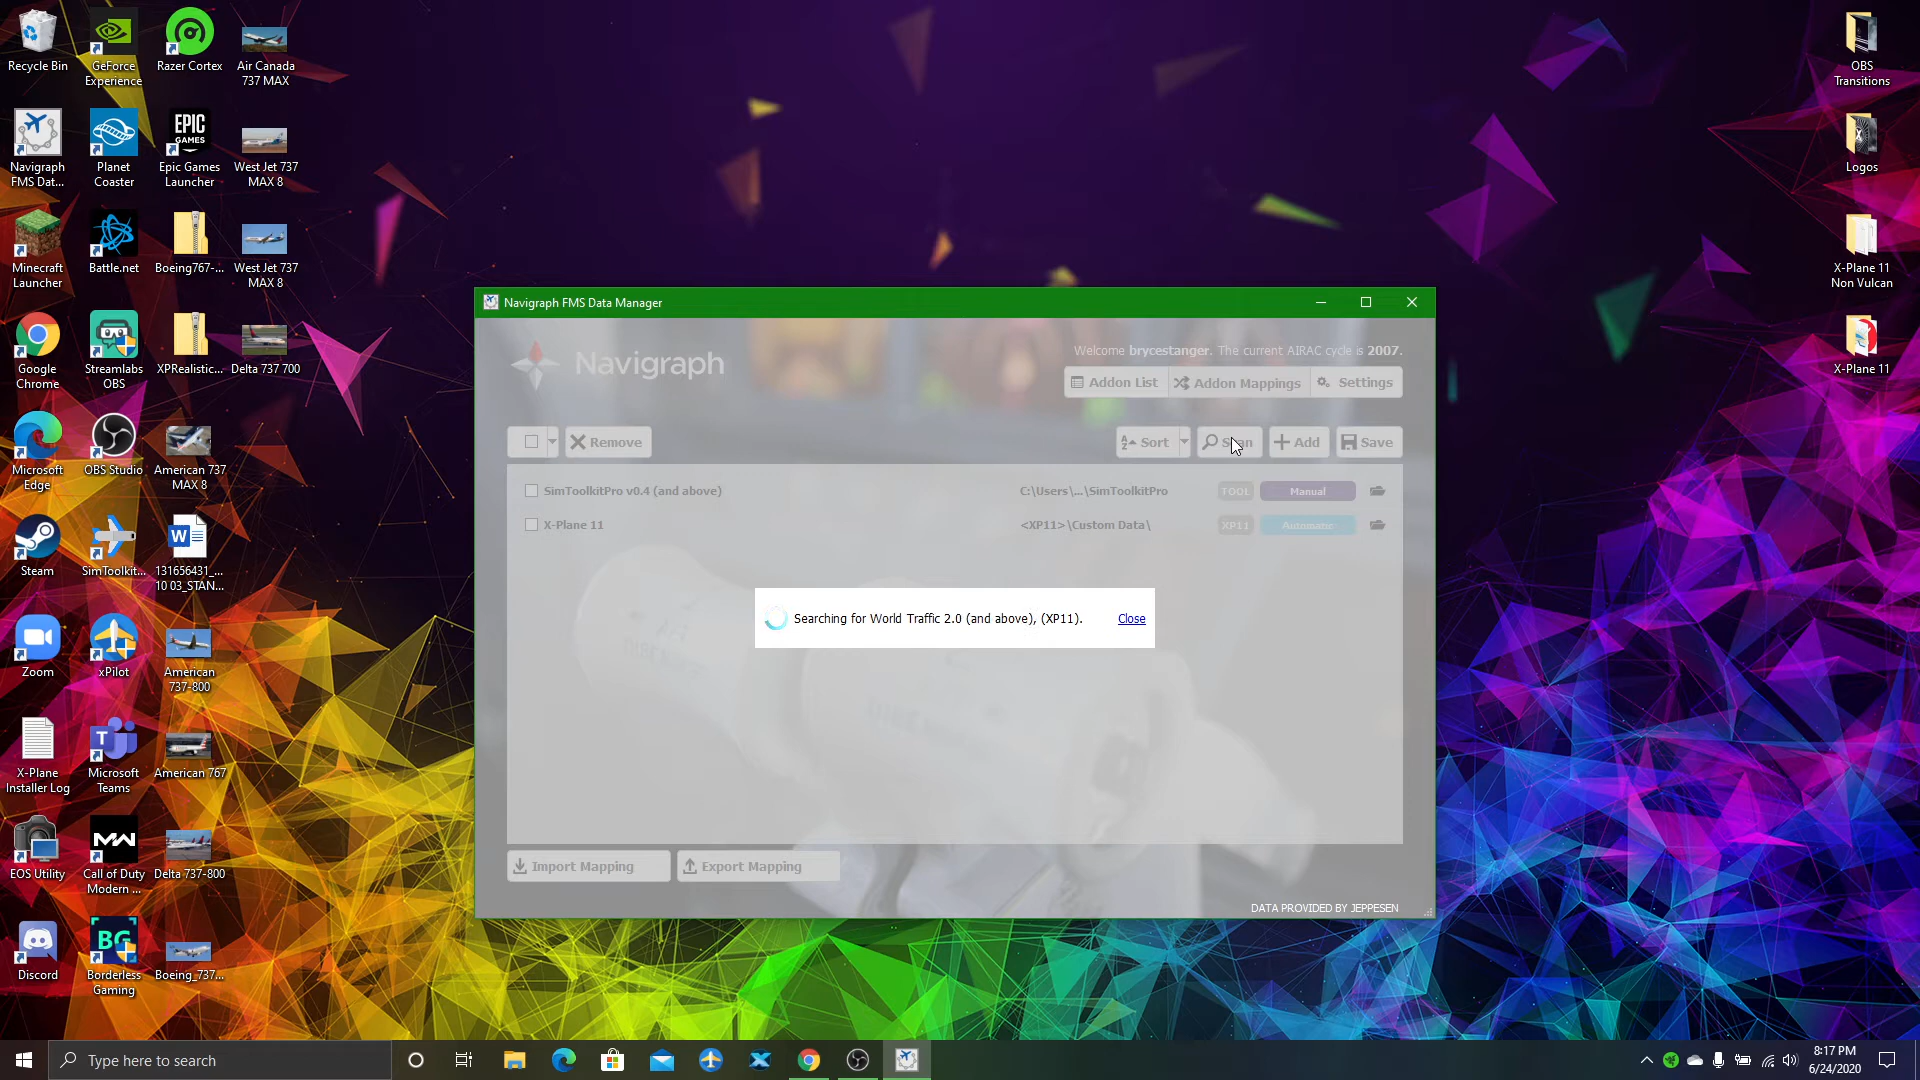 Recycle Bin
GeForce
Experience
Razer Cortex
Air Canada
737 MAX
Navigraph
FMS Dat...
Planet
Coaster
EPIC
GAMES
Epic Games
Launcher
West Jet 737
MAX 8
Minecraft
Launcher
Battle.net
Boeing767-...
West Jet 737
MAX 8
Google
Chrome
Streamlabs
OBS
XPRealistic...
Delta 737 700
Microsoft
Edge
OBS Studio
American 737
MAX 8
Steam
SimToolkit...
131656431_...
10 03_STAN...
Zoom
xPilot
American
737-800
X-Plane
Installer Log
Microsoft
Teams
American 767
EOS Utility
MW
Call of Duty
Modern ...
Delta 737-800
Discord
BG
Borderless
Gaming
Boeing_737...
OBS
Transitions
Logos
X-Plane 11
Non Vulcan
X-Plane 11
Navigraph FMS Data Manager
Navigraph
Welcome brycestanger. The current AIRAC cycle is 2007.
Addon List
Addon Mappings
Settings
Remove
Sort
Scan
Add
Save
SimToolkitPro v0.4 (and above)
C:\Users\...\SimToolkitPro
TOOL
Manual
X-Plane 11
<XP11>\Custom Data\
XP11
Automatic
Searching for World Traffic 2.0 (and above), (XP11).
Close
Import Mapping
Export Mapping
DATA PROVIDED BY JEPPESEN
Type here to search
8:17 PM
6/24/2020